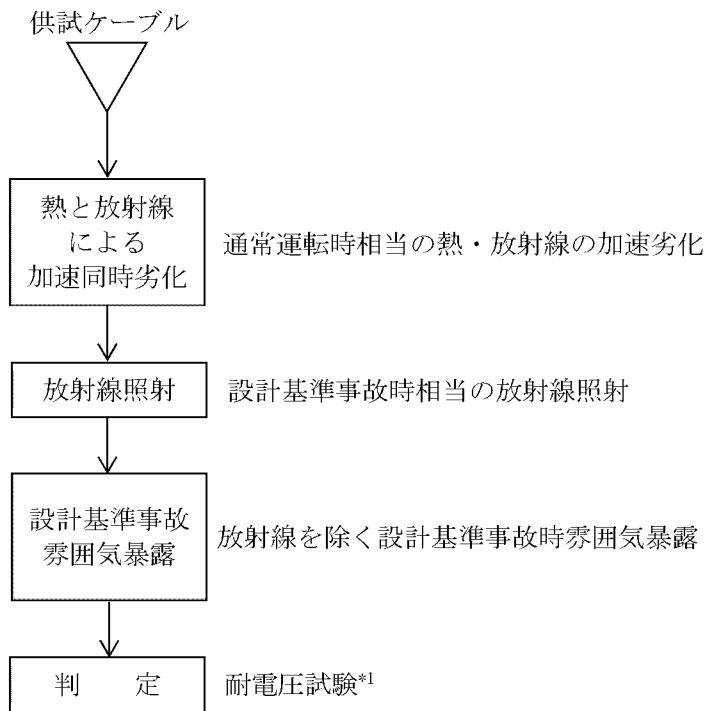 供試ケーブル
熱と放射線
による
加速同時劣化
通常運転時相当の熱・放射線の加速劣化
放射線照射
設計基準事故時相当の放射線照射
設計基準事故
雰囲気暴露
放射線を除く設計基準事故時雰囲気暴露
判　定
耐電圧試験*1